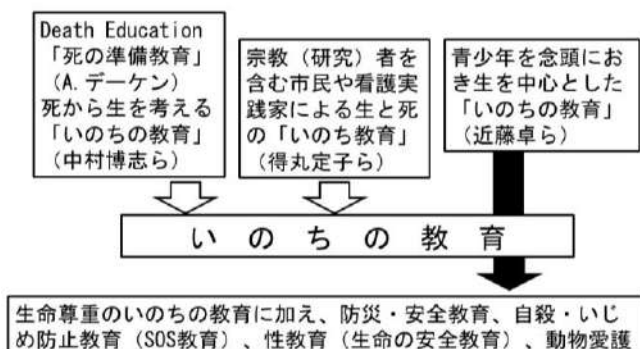 Death Education
「死の準備教育」
(A.デーケン)
死から生を考える
「いのちの教育」
(中村博志ら)
宗教（研究）者を
含む市民や看護実
践家による生と死
の「いのち教育」
(得丸定子ら)
青少年を念頭にお
き生を中心とした
「いのちの教育」
(近藤卓ら)
いのちの教育
生命尊重のいのちの教育に加え、防災・安全教育、自殺・いじ
め防止教育（SOS教育）、性教育（生命の安全教育）、動物愛護